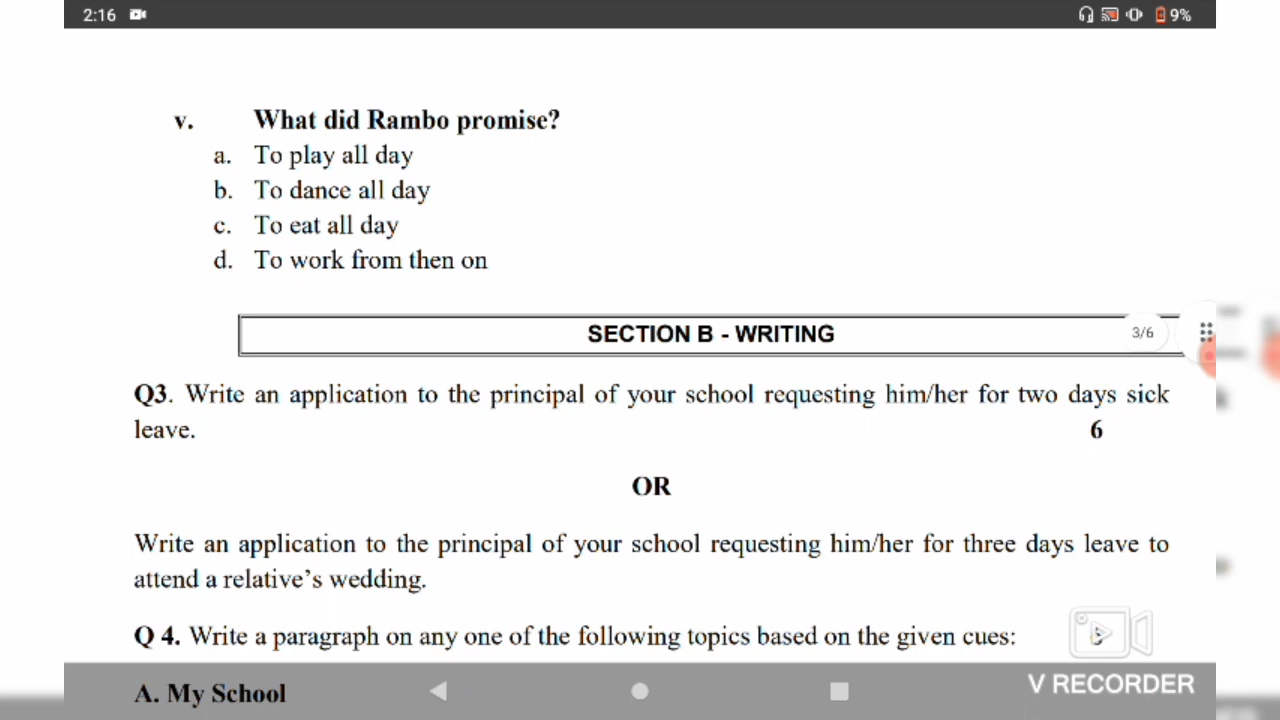 2:16 9%
v. What did Rambo promise?
a. To play all day
b. To dance all day
c. To eat all day
d. To work from then on
SECTION B - WRITING
3/6
Q3. Write an application to the principal of your school requesting him/her for two days sick
leave. 6
OR
Write an application to the principal of your school requesting him/her for three days leave to
attend a relative’s wedding.
Q 4. Write a paragraph on any one of the following topics based on the given cues:
A. My School
V RECORDER